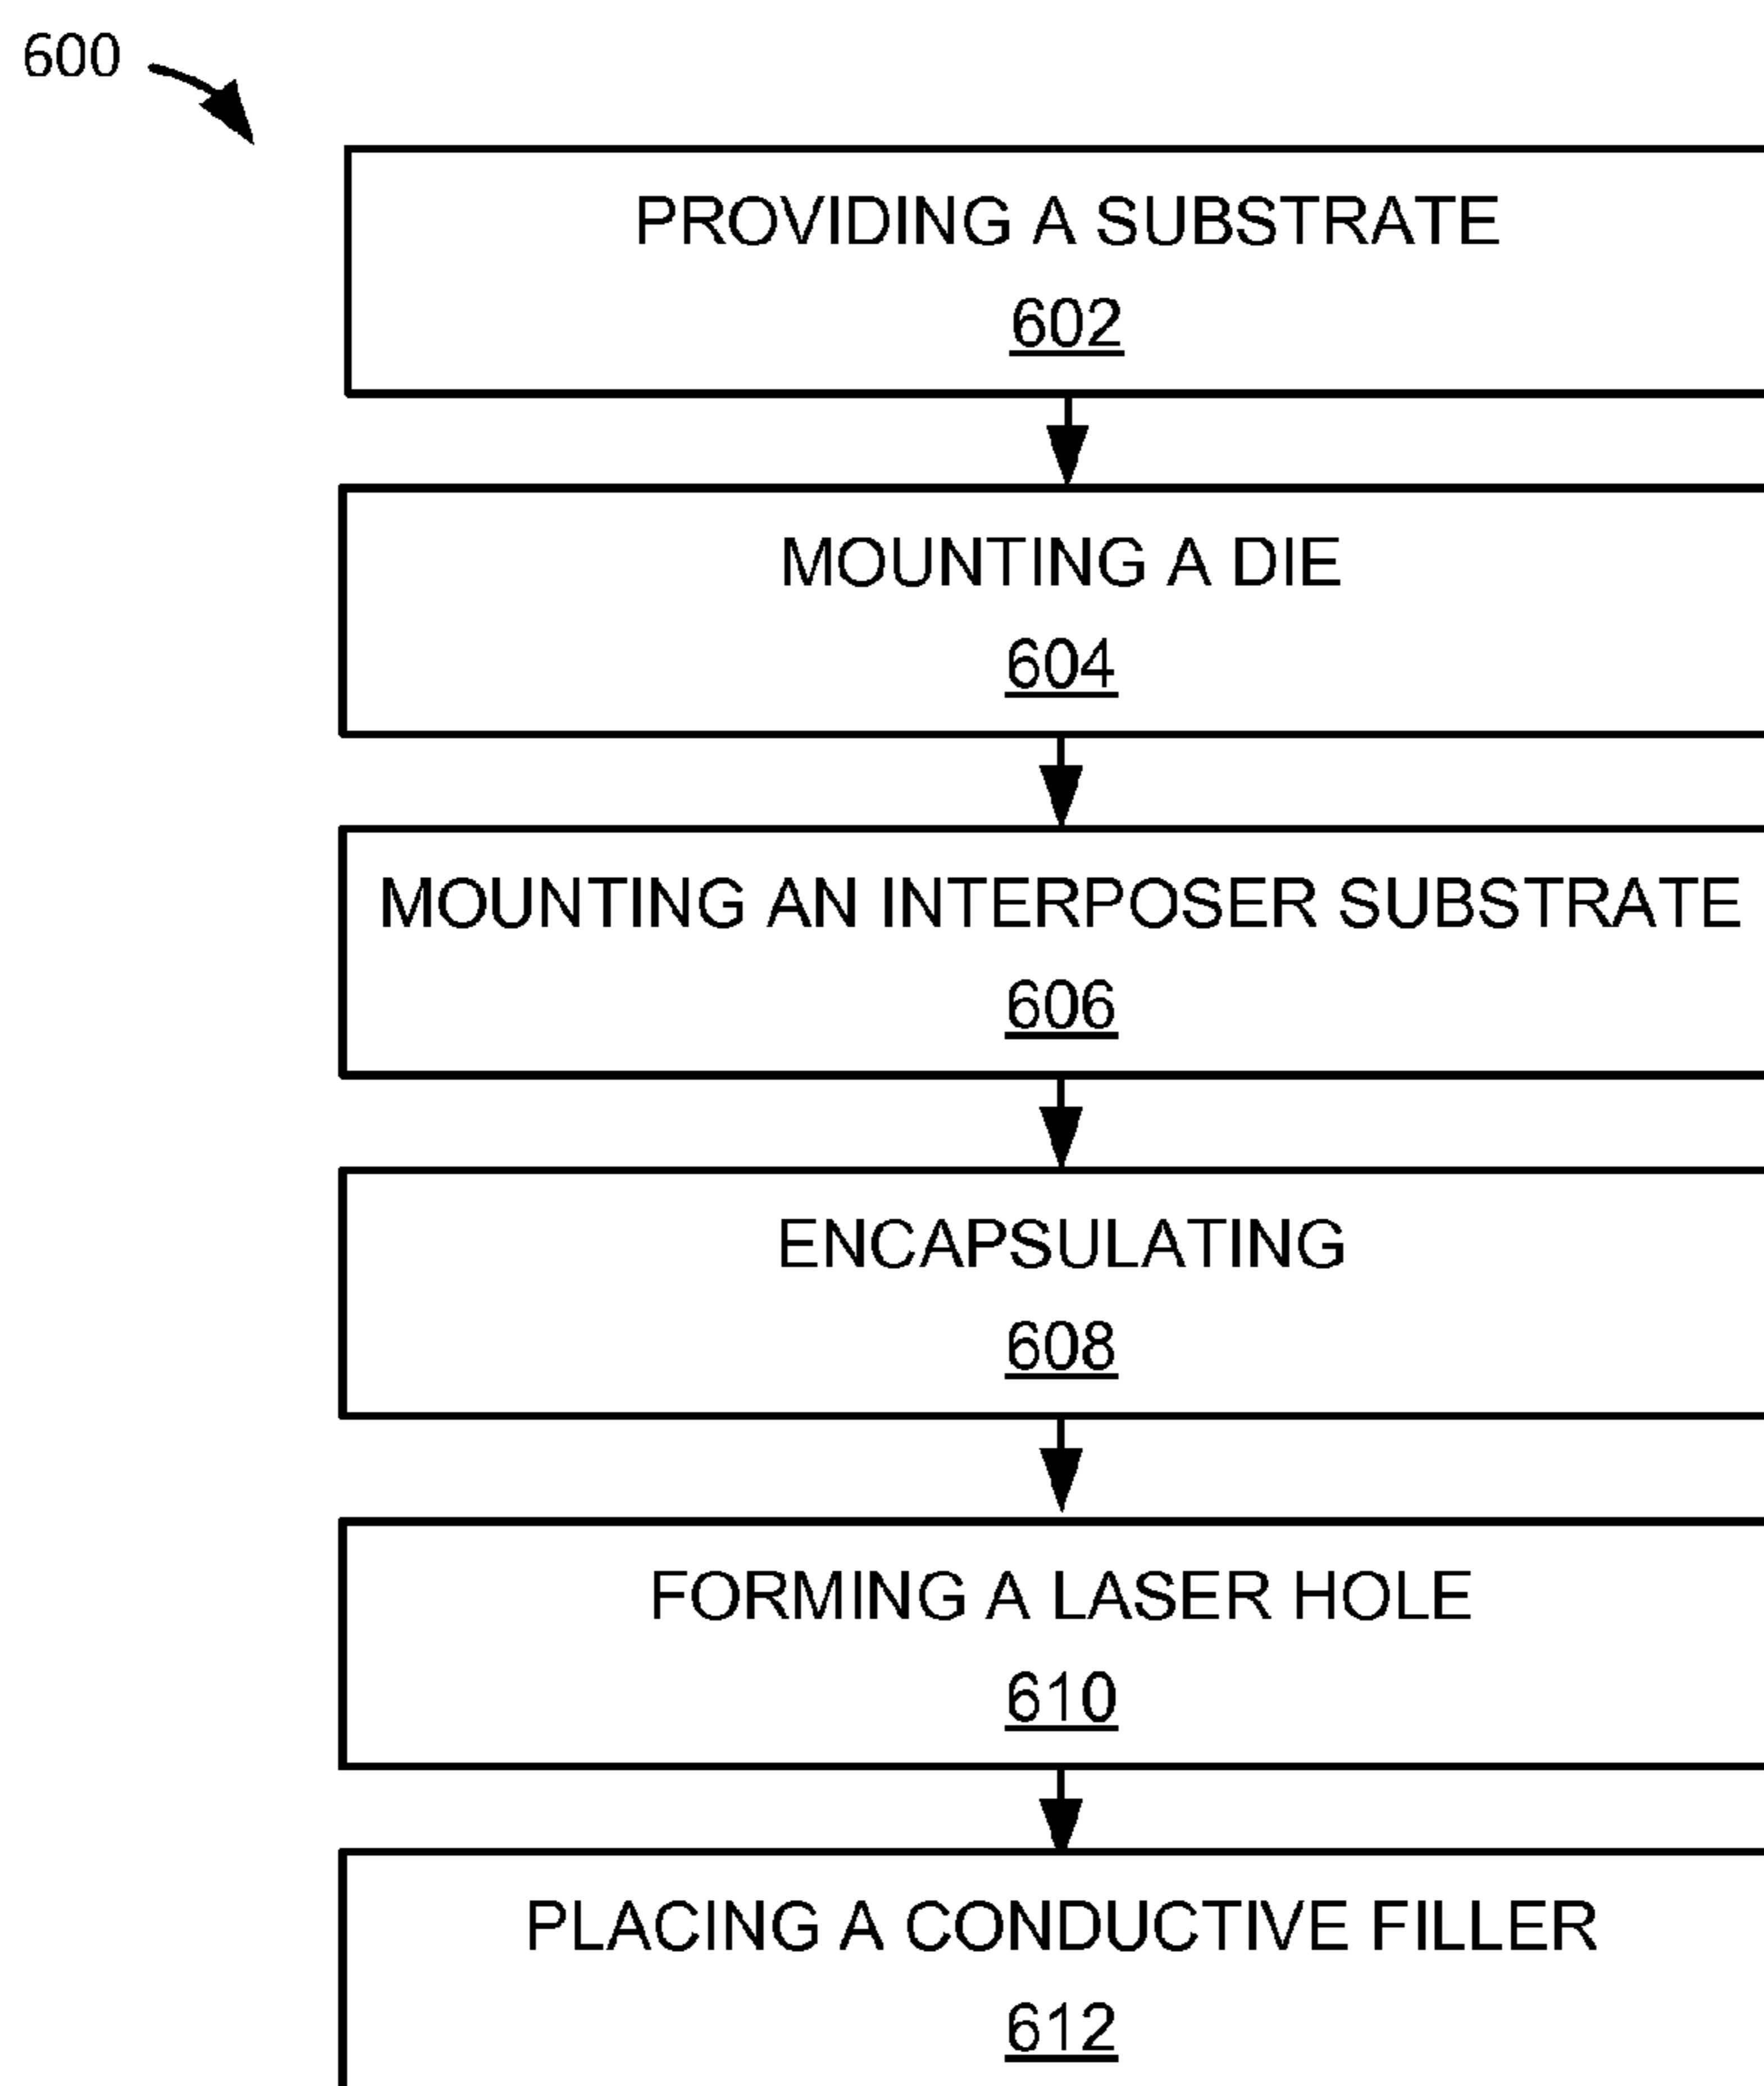 600
PROVIDING A SUBSTRATE
602
MOUNTING A DIE
604
MOUNTING AN INTERPOSER SUBSTRATE
606
ENCAPSULATING
608
FORMING A LASER HOLE
610
PLACING A CONDUCTIVE FILLER
612